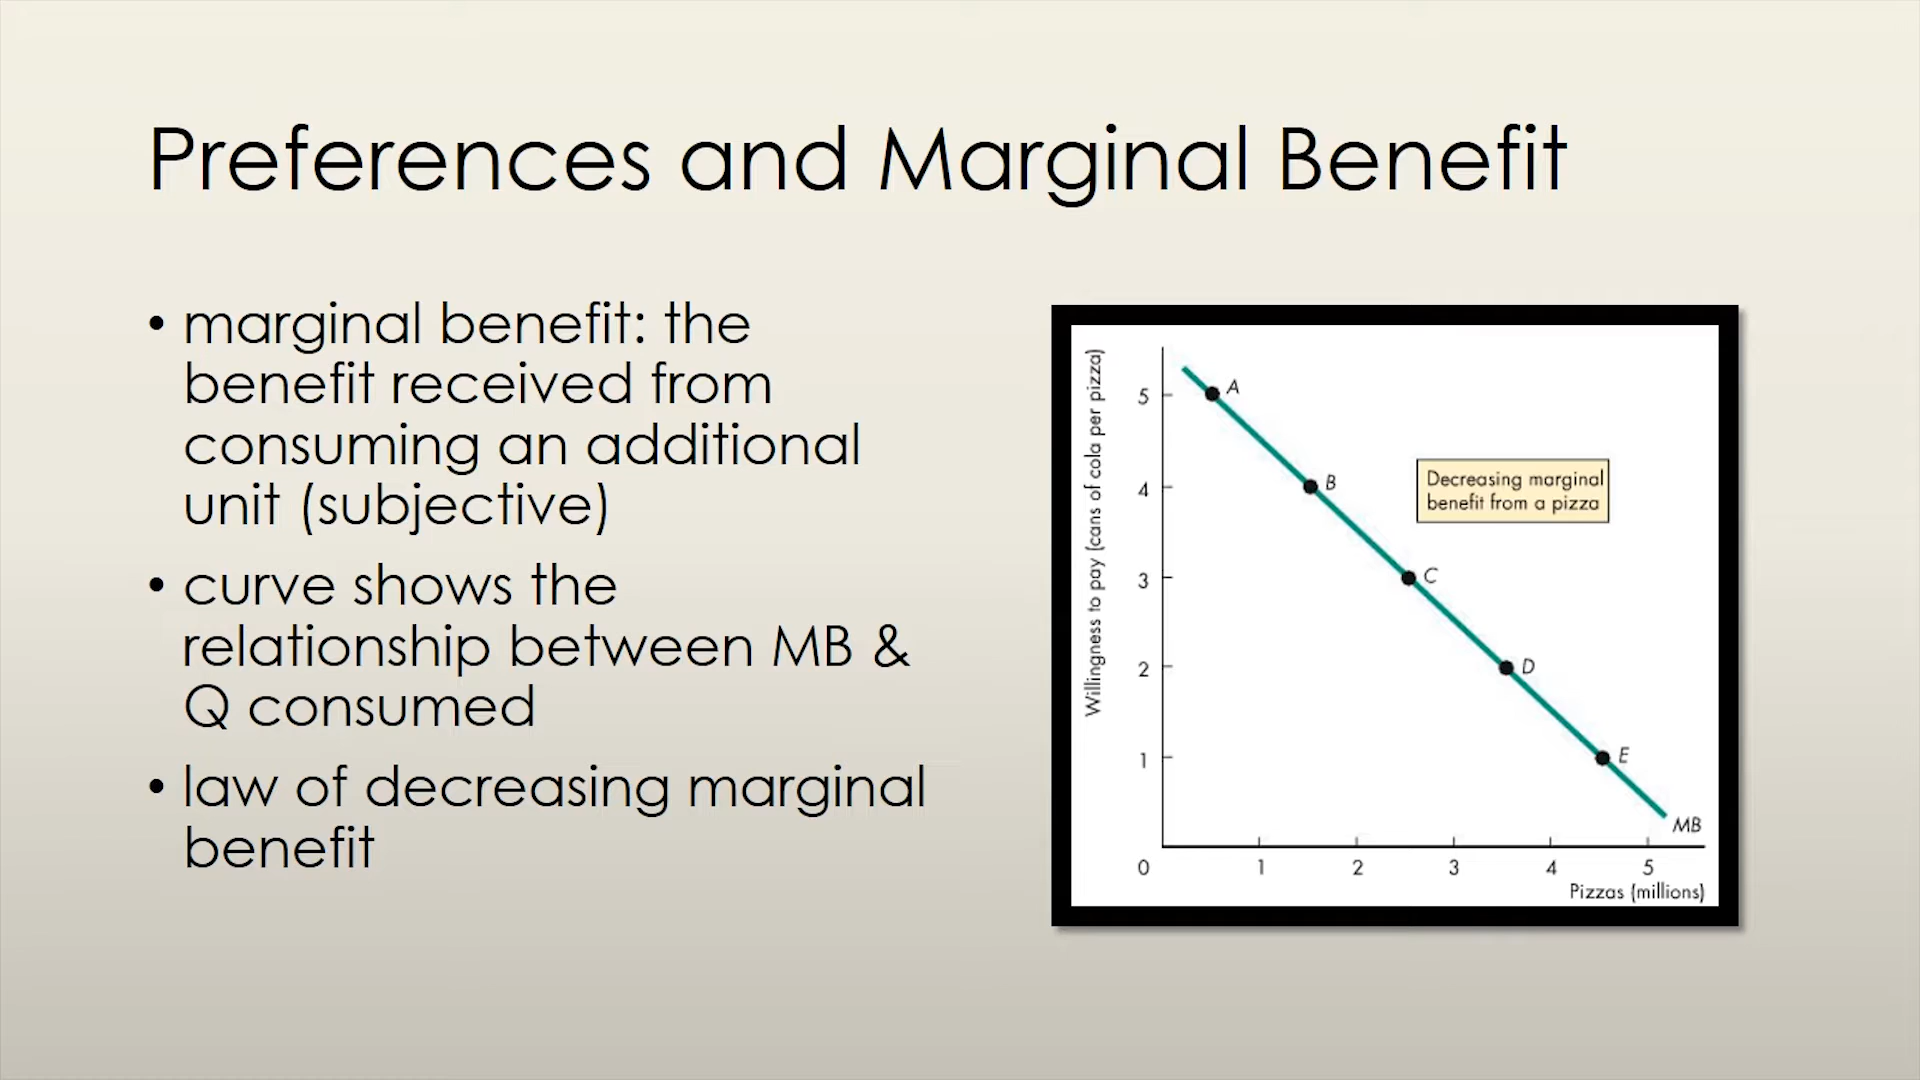 Preferences and Marginal Benefit
• marginal benefit: the
benefit received from
consuming an additional
unit (subjective)
• curve shows the
relationship between MB &
Q consumed
• law of decreasing marginal
benefit
Willingness to pay (cans of cola per pizza)
5
4
3
2
1
0
A
B
C
D
E
MB
Decreasing marginal
benefit from a pizza
1 2 3 4 5
Pizzas (millions)